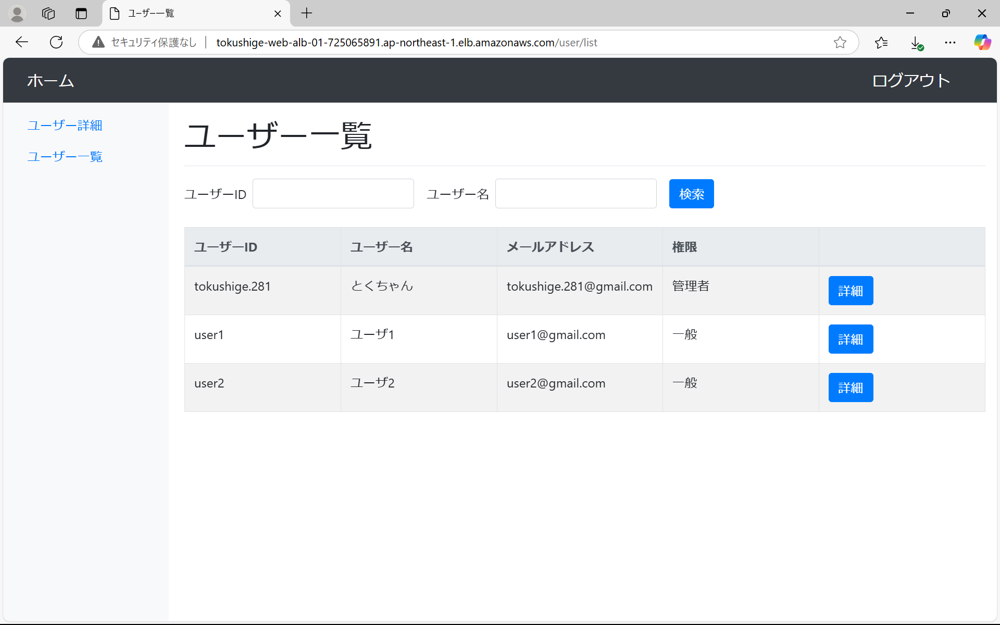 ユーザー一覧
セキュリティ保護なし
tokushige-web-alb-01-725065891.ap-northeast-1.elb.amazonaws.com/user/list
ホーム ログアウト
ユーザー詳細
ユーザー一覧
ユーザー一覧
ユーザーID ユーザー名 検索
ユーザーID ユーザー名 メールアドレス 権限
tokushige.281 とくちゃん tokushige.281@gmail.com 管理者 詳細
user1 ユーザ1 user1@gmail.com 一般 詳細
user2 ユーザ2 user2@gmail.com 一般 詳細